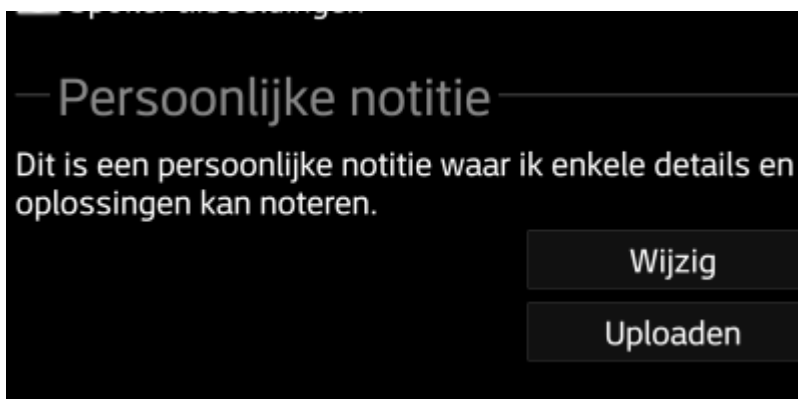 Persoonlijke notitie
Dit is een persoonlijke notitie waar ik enkele details en
oplossingen kan noteren.
Wijzig
Uploaden